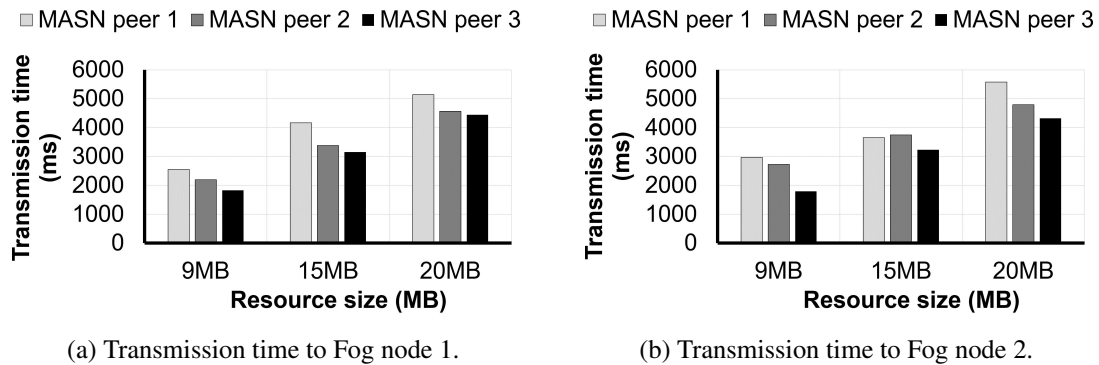 MASN peer 1 MASN peer 2 MASN peer 3
Transmission time
(ms)
6000
5000
4000
3000
2000
1000
0
9MB 15MB 20MB
Resource size (MB)
(a) Transmission time to Fog node 1.
MASN peer 1 MASN peer 2 MASN peer 3
Transmission time
(ms)
6000
5000
4000
3000
2000
1000
0
9MB 15MB 20MB
Resource size (MB)
(b) Transmission time to Fog node 2.